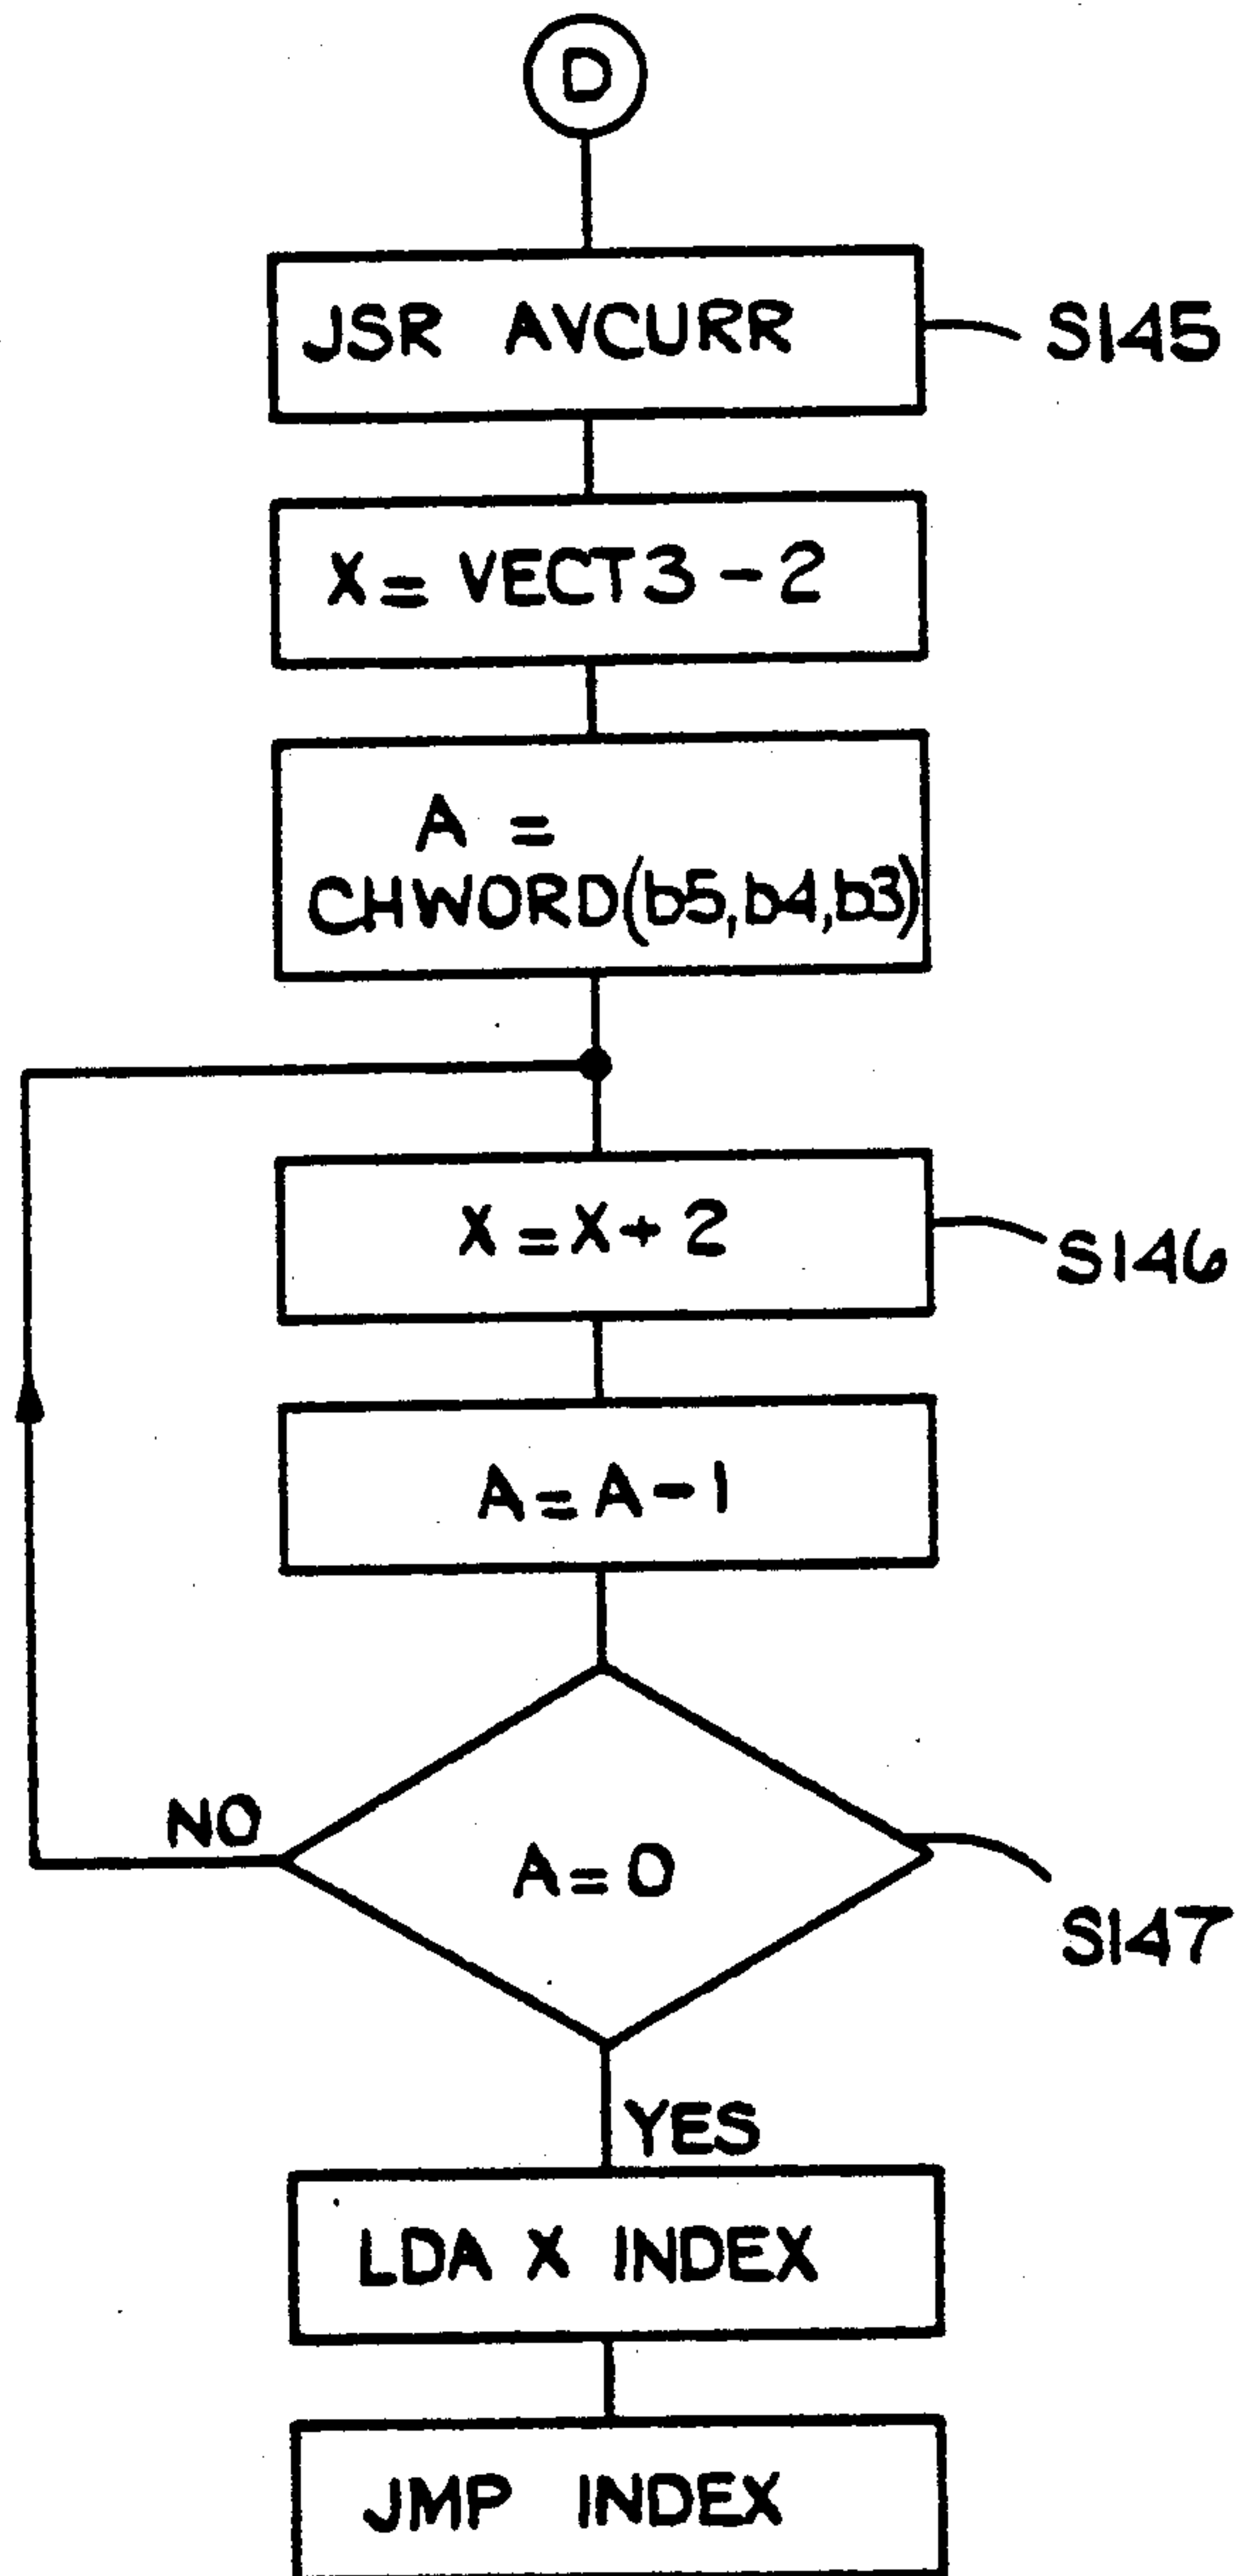 D
JSR AVCURR
S145
X = VECT3 - 2
A =
CHWORD(b5,b4,b3)
X = X + 2
S146
A = A - 1
NO
A = 0
S147
YES
LDA X INDEX
JMP INDEX